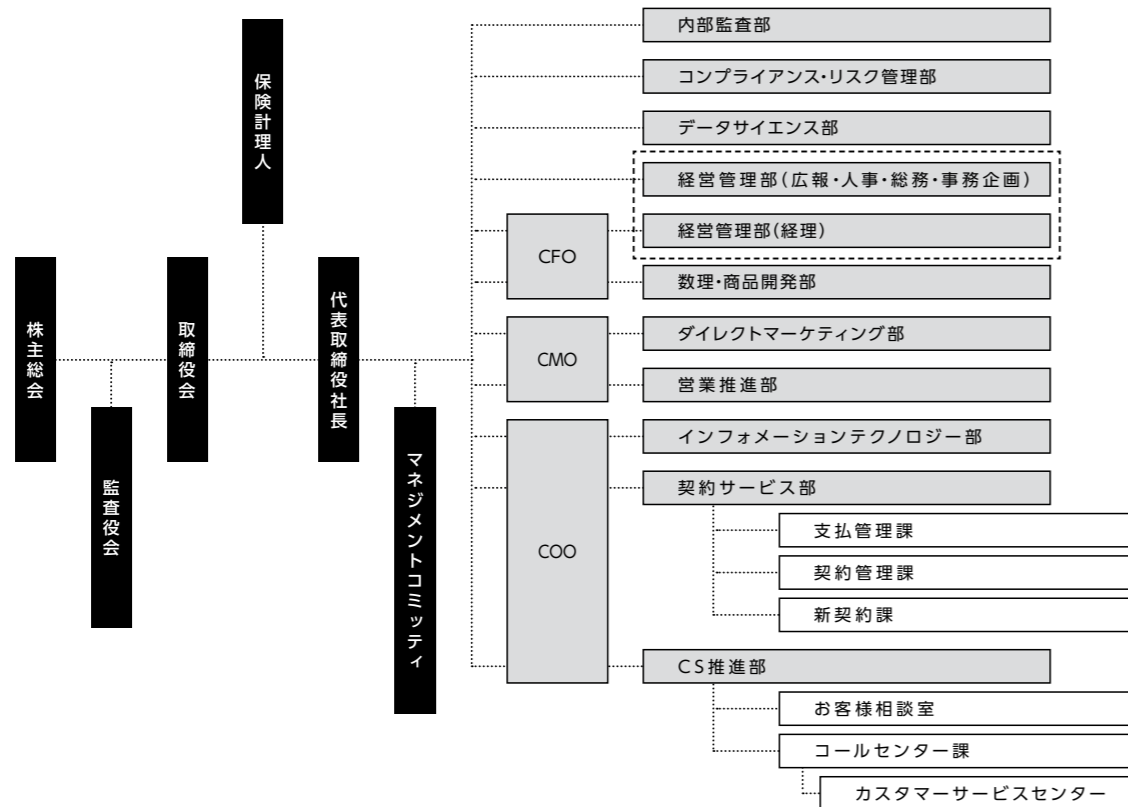 株主総会
監査役会
取締役会
保険計理人
代表取締役社長
マネジメントコミッティ
内部監査部
コンプライアンス・リスク管理部
データサイエンス部
経営管理部(広報・人事・総務・事務企画)
CFO
経営管理部(経理)
数理・商品開発部
CMO
ダイレクトマーケティング部
営業推進部
COO
インフォメーションテクノロジー部
契約サービス部
支払管理課
契約管理課
新契約課
CS推進部
お客様相談室
コールセンター課
カスタマーサービスセンター